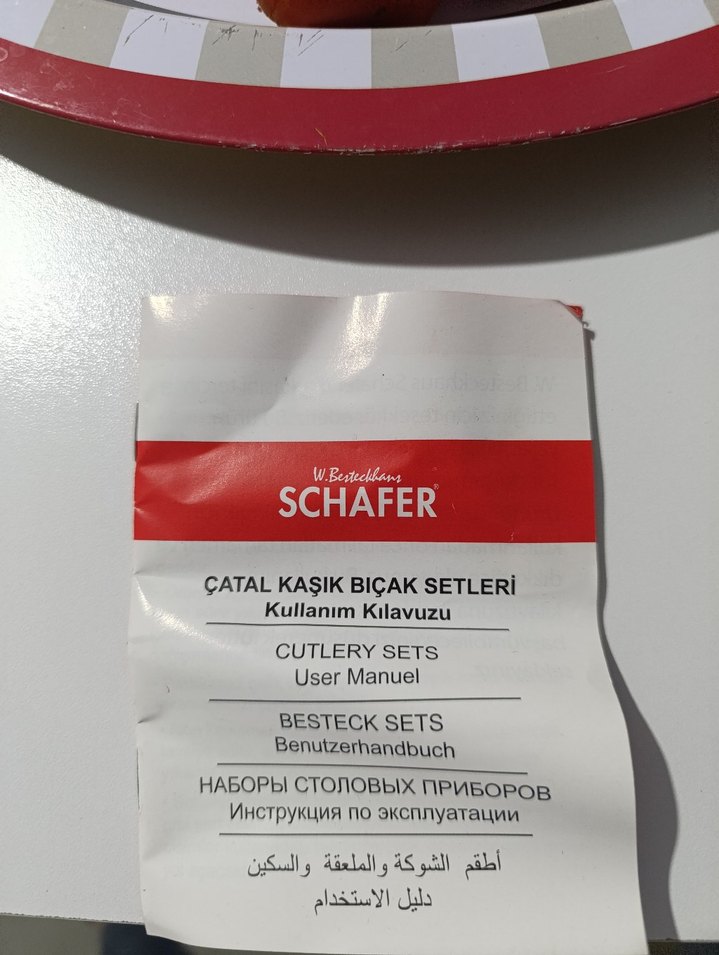 W.Besteckhaus
SCHAFER®
ÇATAL KAŞIK BIÇAK SETLERİ
Kullanım Kılavuzu
CUTLERY SETS
User Manuel
BESTECK SETS
Benutzerhandbuch
НАБОРЫ СТОЛОВЫХ ПРИБОРОВ
Инструкция по эксплуатации
أطقم الشوكة والملعقة والسكين
دليل الاستخدام